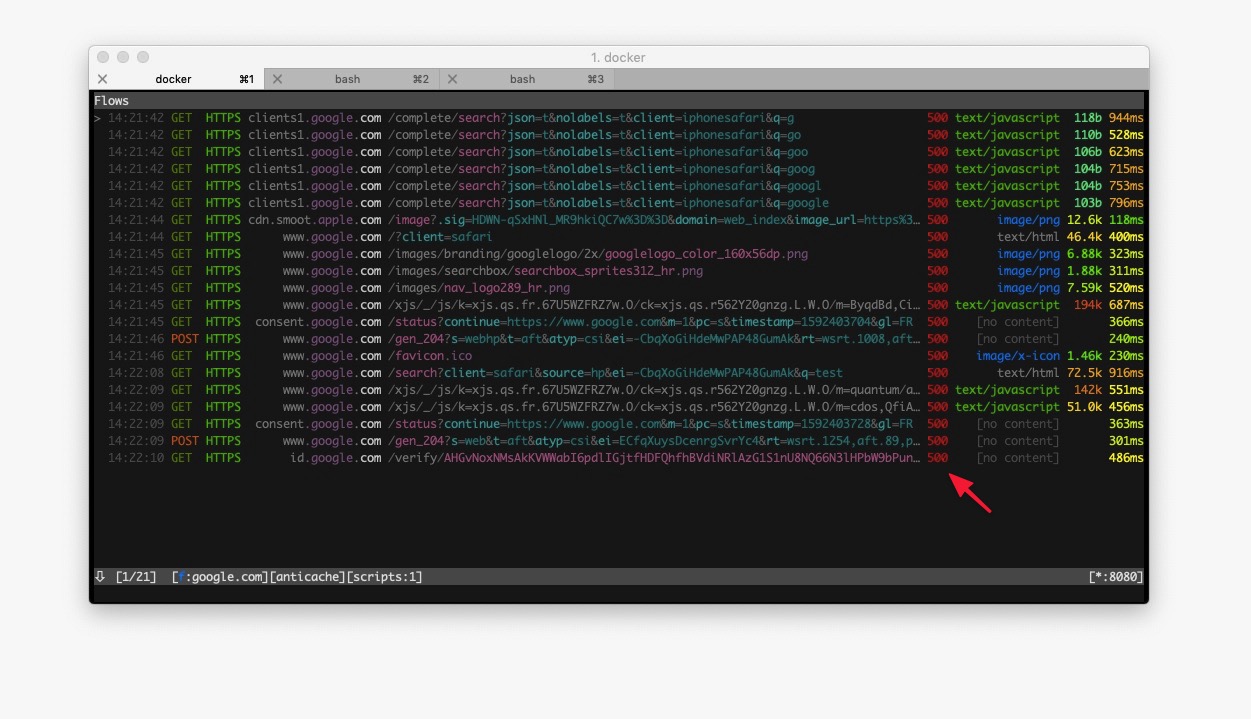 1. docker
docker ⌘1 bash ⌘2 bash ⌘3
Flows
> 14:21:42 GET HTTPS clients1.google.com /complete/search?json=t&nolabels=t&client=iphonesafari&q=g 500 text/javascript 118b 944ms
14:21:42 GET HTTPS clients1.google.com /complete/search?json=t&nolabels=t&client=iphonesafari&q=go 500 text/javascript 110b 528ms
14:21:42 GET HTTPS clients1.google.com /complete/search?json=t&nolabels=t&client=iphonesafari&q=goo 500 text/javascript 106b 623ms
14:21:42 GET HTTPS clients1.google.com /complete/search?json=t&nolabels=t&client=iphonesafari&q=goog 500 text/javascript 104b 715ms
14:21:42 GET HTTPS clients1.google.com /complete/search?json=t&nolabels=t&client=iphonesafari&q=googl 500 text/javascript 104b 753ms
14:21:42 GET HTTPS clients1.google.com /complete/search?json=t&nolabels=t&client=iphonesafari&q=google 500 text/javascript 103b 796ms
14:21:44 GET HTTPS cdn.smoot.apple.com /image?.sig=HDWN-qSxHNl_MR9hkiQC7w%3D%3D&domain=web_index&image_url=https%3… 500 image/png 12.6k 118ms
14:21:44 GET HTTPS www.google.com /?client=safari 500 text/html 46.4k 400ms
14:21:45 GET HTTPS www.google.com /images/branding/googlelogo/2x/googlelogo_color_160x56dp.png 500 image/png 6.88k 323ms
14:21:45 GET HTTPS www.google.com /images/searchbox/searchbox_sprites312_hr.png 500 image/png 1.88k 311ms
14:21:45 GET HTTPS www.google.com /images/nav_logo289_hr.png 500 image/png 7.59k 520ms
14:21:45 GET HTTPS www.google.com /xjs/_/js/k=xjs.qs.fr.67U5WZFRZ7w.O/ck=xjs.qs.r562Y20gnzg.L.W.O/m=ByqdBd,Ci… 500 text/javascript 194k 687ms
14:21:45 GET HTTPS consent.google.com /status?continue=https://www.google.com&m=1&pc=s&timestamp=1592403704&gl=FR 500 [no content] 366ms
14:21:46 POST HTTPS www.google.com /gen_204?s=webhp&t=aft&atyp=csi&ei=-CbqXoGiHdeMwPAP48GumAk&rt=wsrt.1008,aft… 500 [no content] 240ms
14:21:46 GET HTTPS www.google.com /favicon.ico 500 image/x-icon 1.46k 230ms
14:22:08 GET HTTPS www.google.com /search?client=safari&source=hp&ei=-CbqXoGiHdeMwPAP48GumAk&q=test 500 text/html 72.5k 916ms
14:22:09 GET HTTPS www.google.com /xjs/_/js/k=xjs.qs.fr.67U5WZFRZ7w.O/ck=xjs.qs.r562Y20gnzg.L.W.O/m=quantum/a… 500 text/javascript 142k 551ms
14:22:09 GET HTTPS www.google.com /xjs/_/js/k=xjs.qs.fr.67U5WZFRZ7w.O/ck=xjs.qs.r562Y20gnzg.L.W.O/m=cdos,QfiA… 500 text/javascript 51.0k 456ms
14:22:09 GET HTTPS consent.google.com /status?continue=https://www.google.com&m=1&pc=s&timestamp=1592403728&gl=FR 500 [no content] 363ms
14:22:09 POST HTTPS www.google.com /gen_204?s=web&t=aft&atyp=csi&ei=ECfqXuysDcenrgSvrYc4&rt=wsrt.1254,aft.89,p… 500 [no content] 301ms
14:22:10 GET HTTPS id.google.com /verify/AHGvNoxNMsAkKVWWabI6pdlIGjtfHDFQhfhBVdiNRlAzG1S1nU8NQ66N3lHPbW9bPun… 500 [no content] 486ms
⇩ [1/21] [f:google.com][anticache][scripts:1] [*:8080]